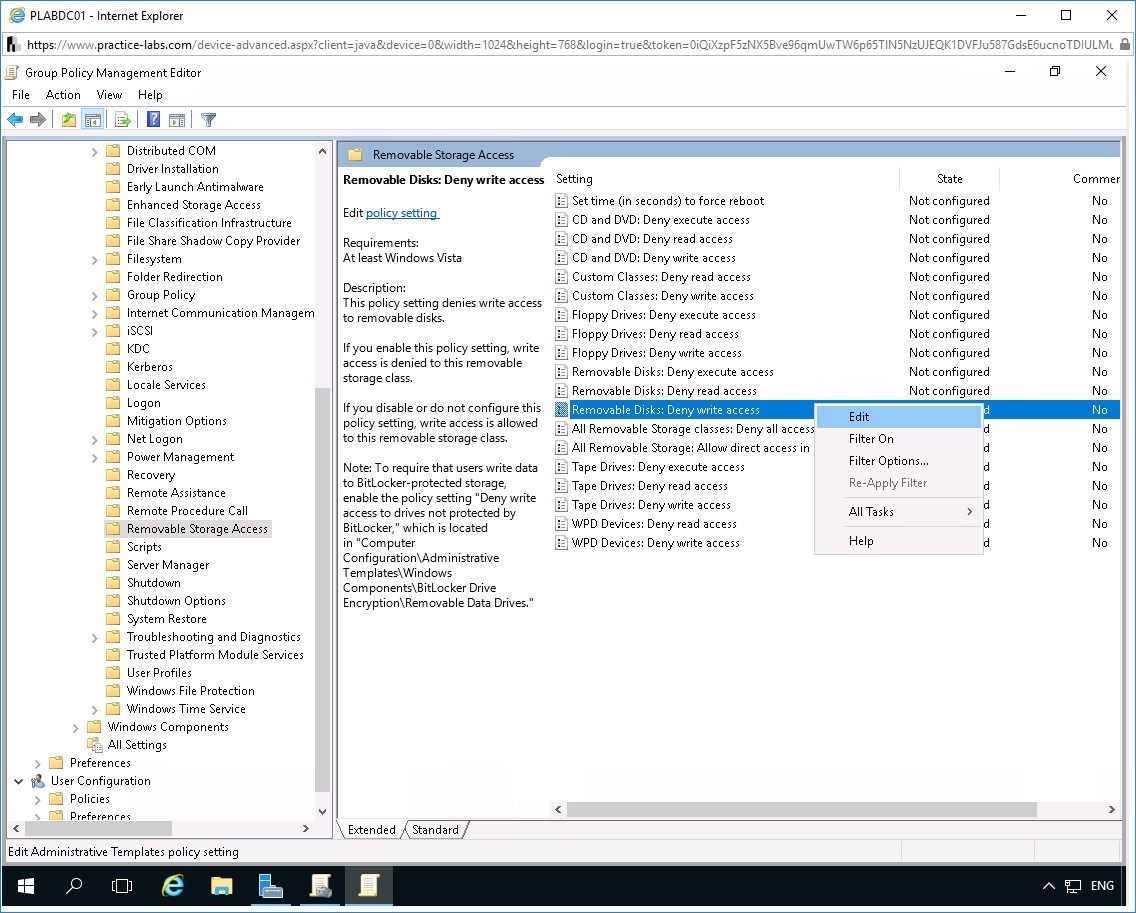 PLABDC01 - Internet Explorer
https://www.practice-labs.com/device-advanced.aspx?client=java&device=0&width=1024&height=768&login=true&token=
Group Policy Management Editor
File Action View Help
Distributed COM
Driver Installation
Early Launch Antimalware
Enhanced Storage Access
File Classification Infrastructure
File Share Shadow Copy Provider
Filesystem
Folder Redirection
Group Policy
Internet Communication Managem
iSCSI
KDC
Kerberos
Locale Services
Logon
Mitigation Options
Net Logon
Power Management
Recovery
Remote Assistance
Remote Procedure Call
Removable Storage Access
Scripts
Server Manager
Shutdown
Shutdown Options
System Restore
Troubleshooting and Diagnostics
Trusted Platform Module Services
User Profiles
Windows File Protection
Windows Time Service
Windows Components
All Settings
Preferences
User Configuration
Policies
Preferences
Removable Storage Access
Removable Disks: Deny write access
Edit policy setting
Requirements:
At least Windows Vista
Description:
This policy setting denies write access
to removable disks.
If you enable this policy setting, write
access is denied to this removable
storage class.
If you disable or do not configure this
policy setting, write access is allowed
to this removable storage class.
Note: To require that users write data
to BitLocker-protected storage,
enable the policy setting "Deny write
access to drives not protected by
BitLocker," which is located
in "Computer
Configuration\Administrative
Templates\Windows
Components\BitLocker Drive
Encryption\Removable Data Drives."
Setting State Commer
Set time (in seconds) to force reboot Not configured No
CD and DVD: Deny execute access Not configured No
CD and DVD: Deny read access Not configured No
CD and DVD: Deny write access Not configured No
Custom Classes: Deny read access Not configured No
Custom Classes: Deny write access Not configured No
Floppy Drives: Deny execute access Not configured No
Floppy Drives: Deny read access Not configured No
Floppy Drives: Deny write access Not configured No
Removable Disks: Deny execute access Not configured No
Removable Disks: Deny read access Not configured No
Removable Disks: Deny write access d No
All Removable Storage classes: Deny all access d No
All Removable Storage: Allow direct access in d No
Tape Drives: Deny execute access d No
Tape Drives: Deny read access d No
Tape Drives: Deny write access d No
WPD Devices: Deny read access d No
WPD Devices: Deny write access d No
Edit
Filter On
Filter Options...
Re-Apply Filter
All Tasks
Help
Extended Standard
Edit Administrative Templates policy setting
ENG